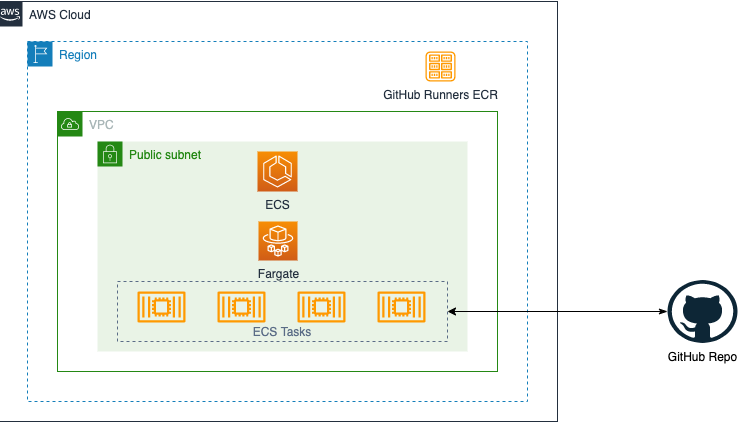 aws
AWS Cloud
Region
GitHub Runners ECR
VPC
Public subnet
ECS
Fargate
ECS Tasks
GitHub Repo